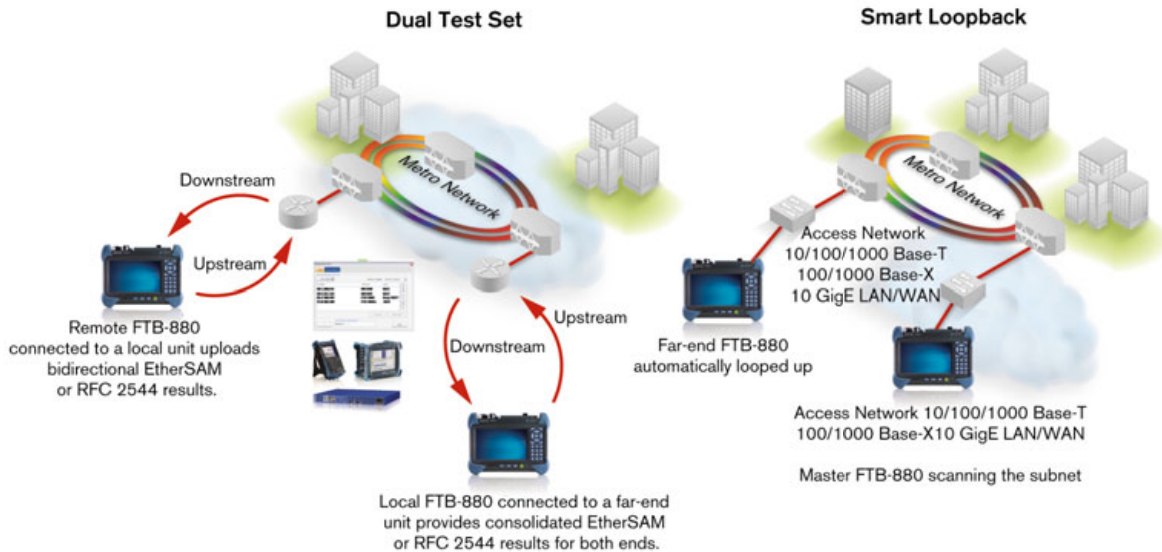 Dual Test Set
Metro Network
Downstream
Upstream
Remote FTB-880
connected to a local unit uploads
bidirectional EtherSAM
or RFC 2544 results.
Upstream
Downstream
Local FTB-880 connected to a far-end
unit provides consolidated EtherSAM
or RFC 2544 results for both ends.
Smart Loopback
Metro Network
Access Network
10/100/1000 Base-T
100/1000 Base-X
10 GigE LAN/WAN
Far-end FTB-880
automatically looped up
Access Network 10/100/1000 Base-T
100/1000 Base-X10 GigE LAN/WAN
Master FTB-880 scanning the subnet